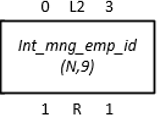 0 L2 3
Int_mng_emp_id
(N,9)
1 R 1